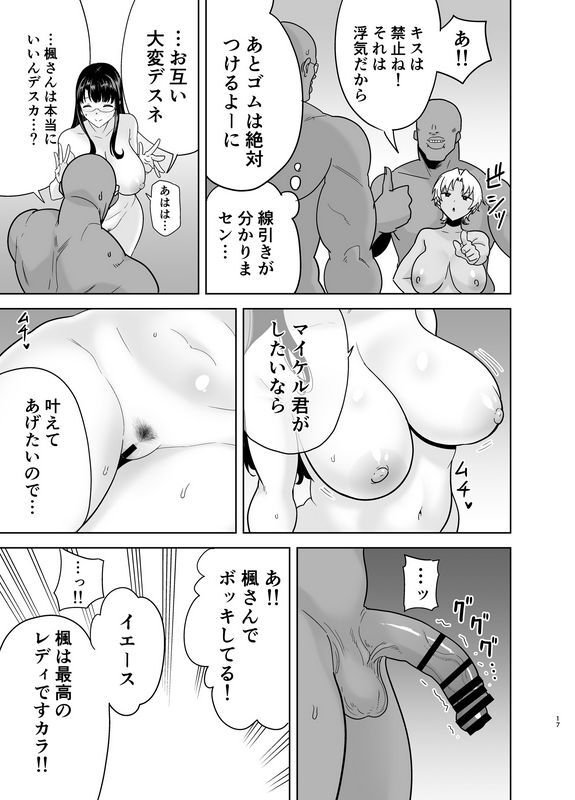 あ!!
キスは
禁止ね!
それは
浮気だから
ビシッ
あとゴムは絶対
つけるよーに
線引きが
分かりま
セン…
…お互い
大変デスネ
…楓さんは本当に
いいんデスカ…?
あはは…
マイケル君が
したいなら
ムチ♥
ムチ♥
叶えて
あげたいので…
…ッ
グググ
あ!!
楓さんで
ボッキしてる!
イエース
…っ!!
楓は最高の
レディですカラ!!
17